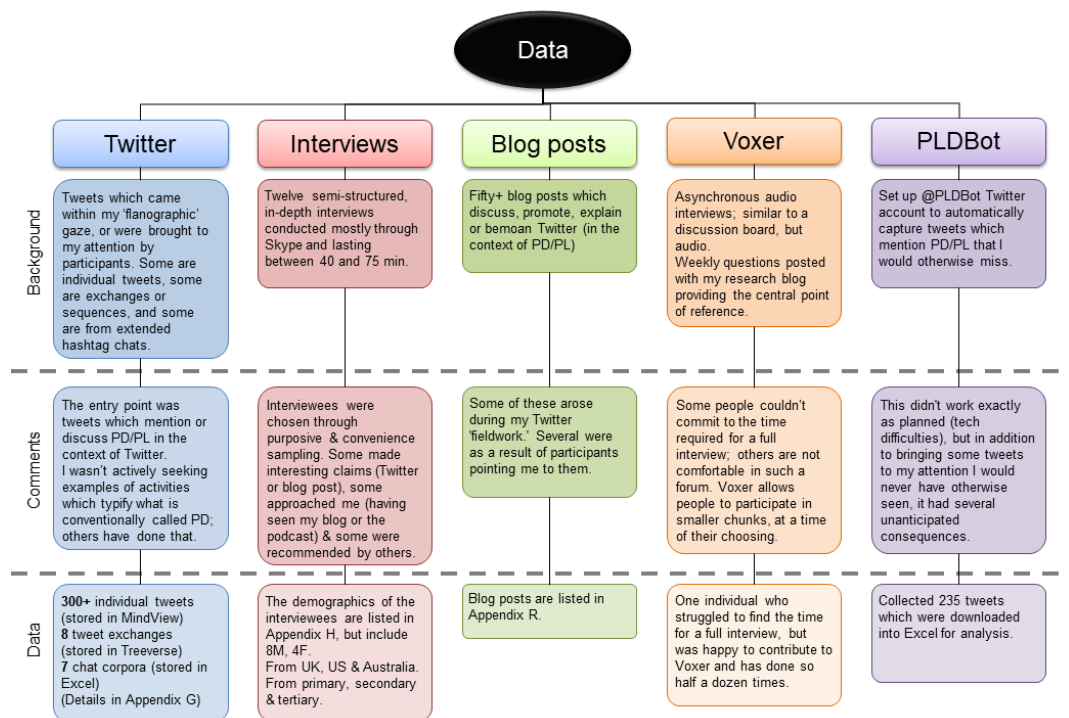 Data
Twitter
Interviews
Blog posts
Voxer
PLDBot
Background
Tweets which came
within my 'flanographic'
gaze, or were brought to
my attention by
participants. Some are
individual tweets, some
are exchanges or
sequences, and some
are from extended
hashtag chats.
Twelve semi-structured,
in-depth interviews
conducted mostly through
Skype and lasting
between 40 and 75 min.
Fifty+ blog posts which
discuss, promote, explain
or bemoan Twitter (in the
context of PD/PL)
Asynchronous audio
interviews; similar to a
discussion board, but
audio.
Weekly questions posted
with my research blog
providing the central point
of reference.
Set up @PLDBot Twitter
account to automatically
capture tweets which
mention PD/PL that I
would otherwise miss.
Comments
The entry point was
tweets which mention or
discuss PD/PL in the
context of Twitter.
I wasn't actively seeking
examples of activities
which typify what is
conventionally called PD;
others have done that.
Interviewees were
chosen through
purposive & convenience
sampling. Some made
interesting claims (Twitter
or blog post), some
approached me (having
seen my blog or the
podcast) & some were
recommended by others.
Some of these arose
during my Twitter
'fieldwork.' Several were
as a result of participants
pointing me to them.
Some people couldn't
commit to the time
required for a full
interview; others are not
comfortable in such a
forum. Voxer allows
people to participate in
smaller chunks, at a time
of their choosing.
This didn't work exactly
as planned (tech
difficulties), but in addition
to bringing some tweets
to my attention I would
never have otherwise
seen, it had several
unanticipated
consequences.
Data
300+ individual tweets
(stored in MindView)
8 tweet exchanges
(stored in Treeverse)
7 chat corpora (stored in
Excel)
(Details in Appendix G)
The demographics of the
interviewees are listed in
Appendix H, but include
8M, 4F.
From UK, US & Australia.
From primary, secondary
& tertiary.
Blog posts are listed in
Appendix R.
One individual who
struggled to find the time
for a full interview, but
was happy to contribute to
Voxer and has done so
half a dozen times.
Collected 235 tweets
which were downloaded
into Excel for analysis.